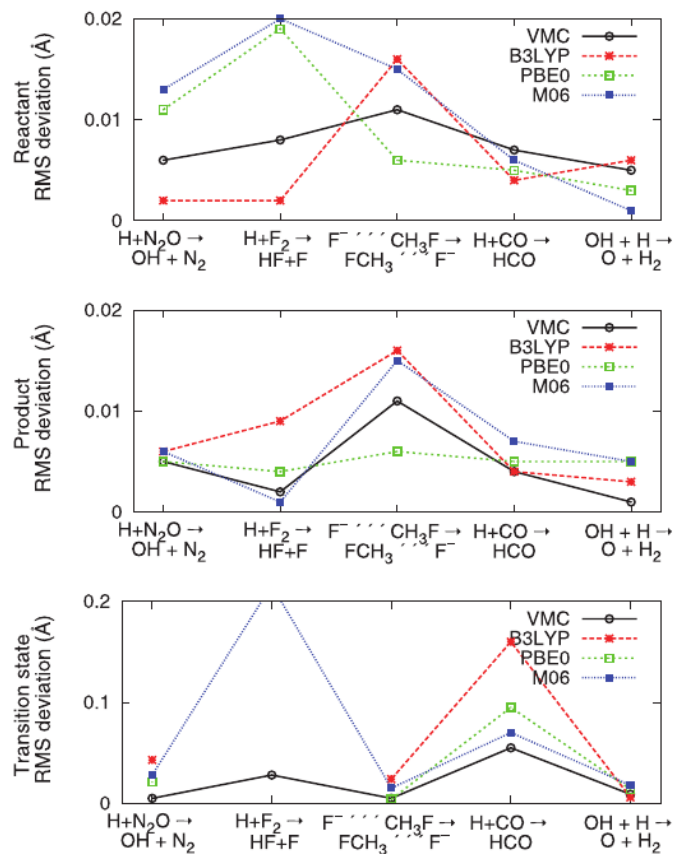 Reactant
RMS deviation (Å)
0.02
0.01
0
VMC
B3LYP
PBE0
M06
H+N₂O → H+F₂ → F⁻ ´´´´ CH₃F → H+CO → OH + H →
OH + N₂ HF+F FCH₃ ´´´´ F⁻ HCO O + H₂
Product
RMS deviation (Å)
0.02
0.01
0
VMC
B3LYP
PBE0
M06
H+N₂O → H+F₂ → F⁻ ´´´´ CH₃F → H+CO → OH + H →
OH + N₂ HF+F FCH₃ ´´´´ F⁻ HCO O + H₂
Transition state
RMS deviation (Å)
0.2
0.1
0
VMC
B3LYP
PBE0
M06
H+N₂O → H+F₂ → F⁻ ´´´´ CH₃F → H+CO → OH + H →
OH + N₂ HF+F FCH₃ ´´´´ F⁻ HCO O + H₂